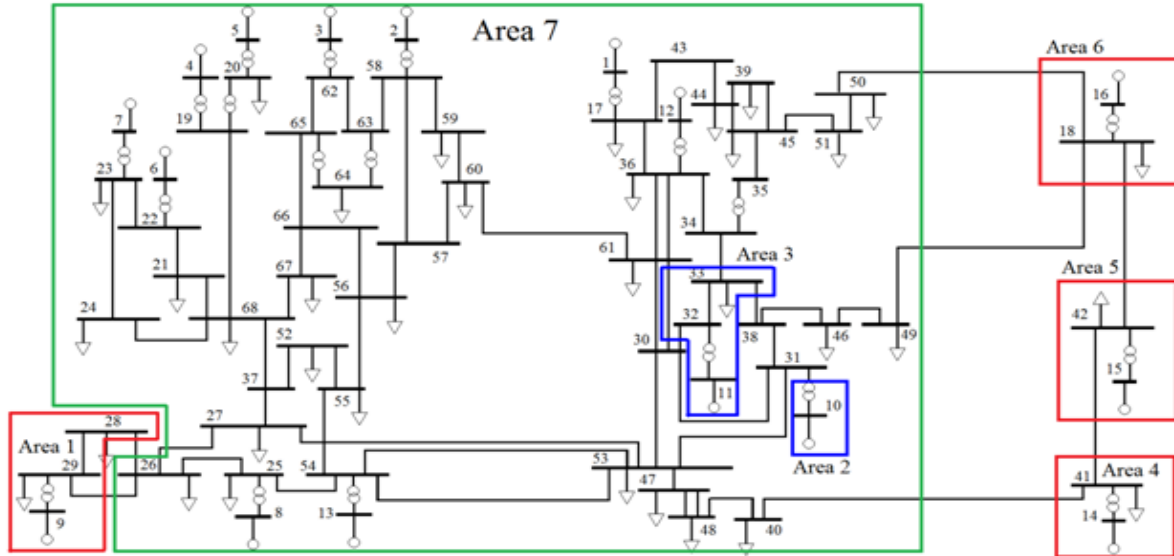 5 3 2 Area 7 43 Area 6
4 20 62 58 1 39 50 16
44 12
7 19 65 63 59 17 45 51 18
23 6 64 60 36 35
22 66 34
21 67 57 61 Area 3 Area 5
56 33
24 68 32 38 46 49 42
52 30 31
37 55 11 10 15
28 27
Area 1 26 Area 2 Area 4
29 25 54 53 47 41
9 8 13 48 40 14